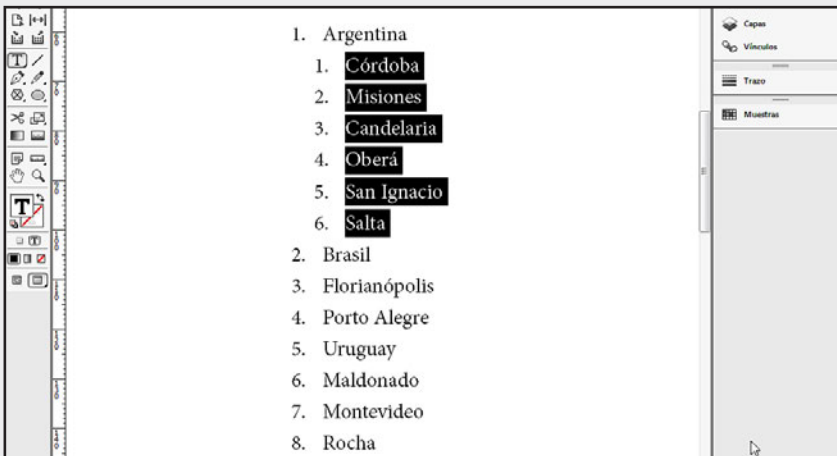 1. Argentina
1. Córdoba
2. Misiones
3. Candelaria
4. Oberá
5. San Ignacio
6. Salta
2. Brasil
3. Florianópolis
4. Porto Alegre
5. Uruguay
6. Maldonado
7. Montevideo
8. Rocha
Capas
Vínculos
Trazo
Muestras